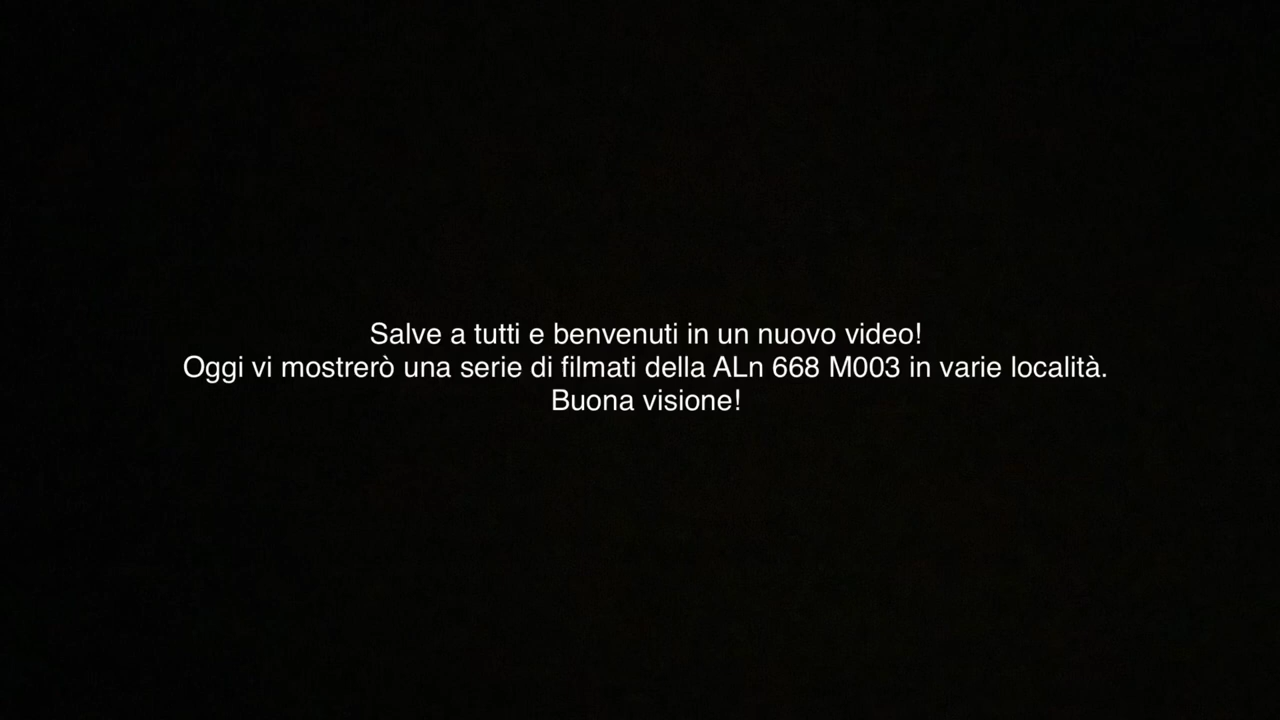 Salve a tutti e benvenuti in un nuovo video!
Oggi vi mostrerò una serie di filmati della ALn 668 M003 in varie località.
Buona visione!